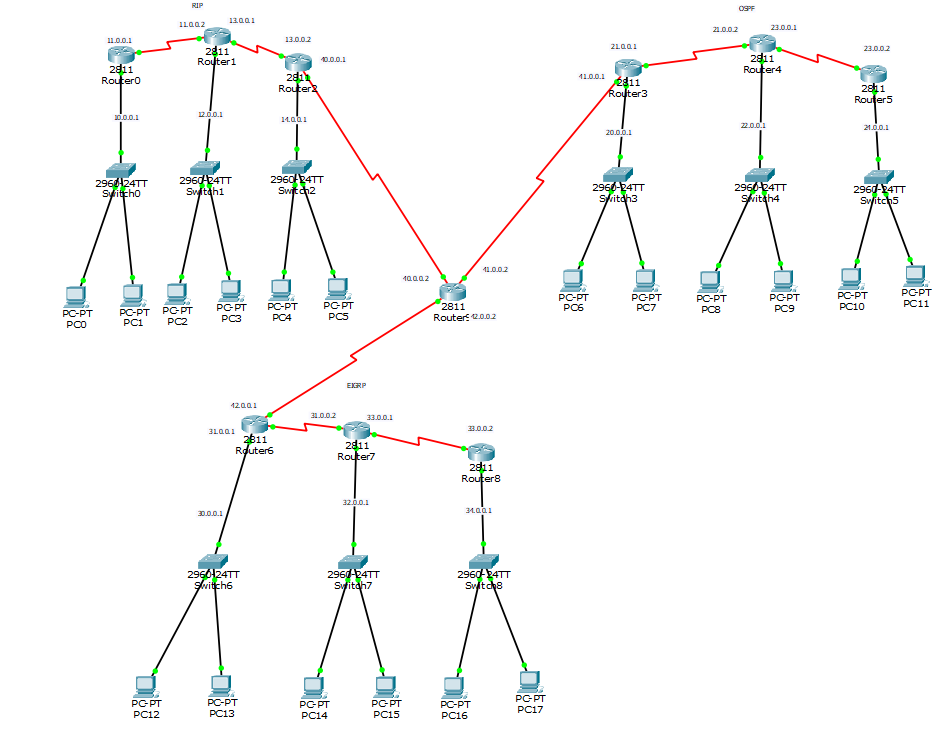 RIP
11.0.0.2
13.0.0.1
11.0.0.1
2811
Router0
2811
Router1
13.0.0.2
40.0.0.1
2811
Router2
10.0.0.1
12.0.0.1
14.0.0.1
2960-24TT
Switch0
2960-24TT
Switch1
2960-24TT
Switch2
PC-PT
PC0
PC-PT
PC1
PC-PT
PC2
PC-PT
PC3
PC-PT
PC4
PC-PT
PC5
OSPF
21.0.0.2
23.0.0.1
21.0.0.1
41.0.0.1
2811
Router3
2811
Router4
23.0.0.2
2811
Router5
20.0.0.1
22.0.0.1
24.0.0.1
2960-24TT
Switch3
2960-24TT
Switch4
2960-24TT
Switch5
PC-PT
PC6
PC-PT
PC7
PC-PT
PC8
PC-PT
PC9
PC-PT
PC10
PC-PT
PC11
40.0.0.2
41.0.0.2
2811
42.0.0.2
EIGRP
42.0.0.1
31.0.0.1
2811
Router6
31.0.0.2
33.0.0.1
2811
Router7
33.0.0.2
2811
Router8
30.0.0.1
32.0.0.1
34.0.0.1
2960-24TT
Switch6
2960-24TT
Switch7
2960-24TT
Switch8
PC-PT
PC12
PC-PT
PC13
PC-PT
PC14
PC-PT
PC15
PC-PT
PC16
PC-PT
PC17